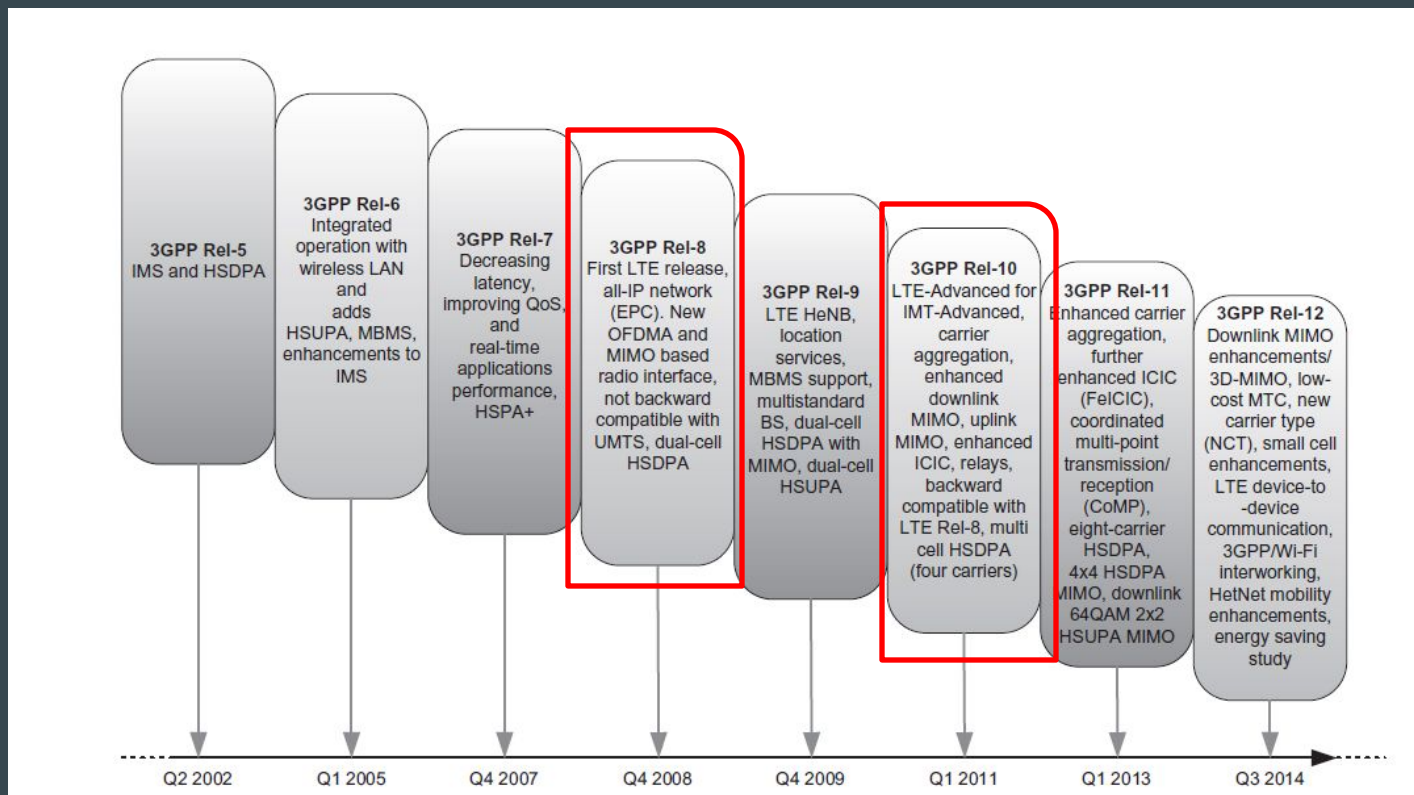 3GPP Rel-5
IMS and HSDPA
3GPP Rel-6
Integrated
operation with
wireless LAN
and
adds
HSUPA, MBMS,
enhancements to
IMS
3GPP Rel-7
Decreasing
latency,
improving QoS,
and
real-time
applications
performance,
HSPA+
3GPP Rel-8
First LTE release,
all-IP network
(EPC). New
OFDMA and
MIMO based
radio interface,
not backward
compatible with
UMTS, dual-cell
HSDPA
3GPP Rel-9
LTE HeNB,
location
services,
MBMS support,
multistandard
BS, dual-cell
HSDPA with
MIMO, dual-cell
HSUPA
3GPP Rel-10
LTE-Advanced for
IMT-Advanced,
carrier
aggregation,
enhanced
downlink
MIMO, uplink
MIMO, enhanced
ICIC, relays,
backward
compatible with
LTE Rel-8, multi
cell HSDPA
(four carriers)
3GPP Rel-11
Enhanced carrier
aggregation,
further
enhanced ICIC
(FeICIC),
coordinated
multi-point
transmission/
reception
(CoMP),
eight-carrier
HSDPA,
4x4 HSDPA
MIMO, downlink
64QAM 2x2
HSUPA MIMO
3GPP Rel-12
Downlink MIMO
enhancements/
3D-MIMO, low-
cost MTC, new
carrier type
(NCT), small cell
enhancements,
LTE device-to
-device
communication,
3GPP/Wi-Fi
interworking,
HetNet mobility
enhancements,
energy saving
study
Q2 2002
Q1 2005
Q4 2007
Q4 2008
Q4 2009
Q1 2011
Q1 2013
Q3 2014